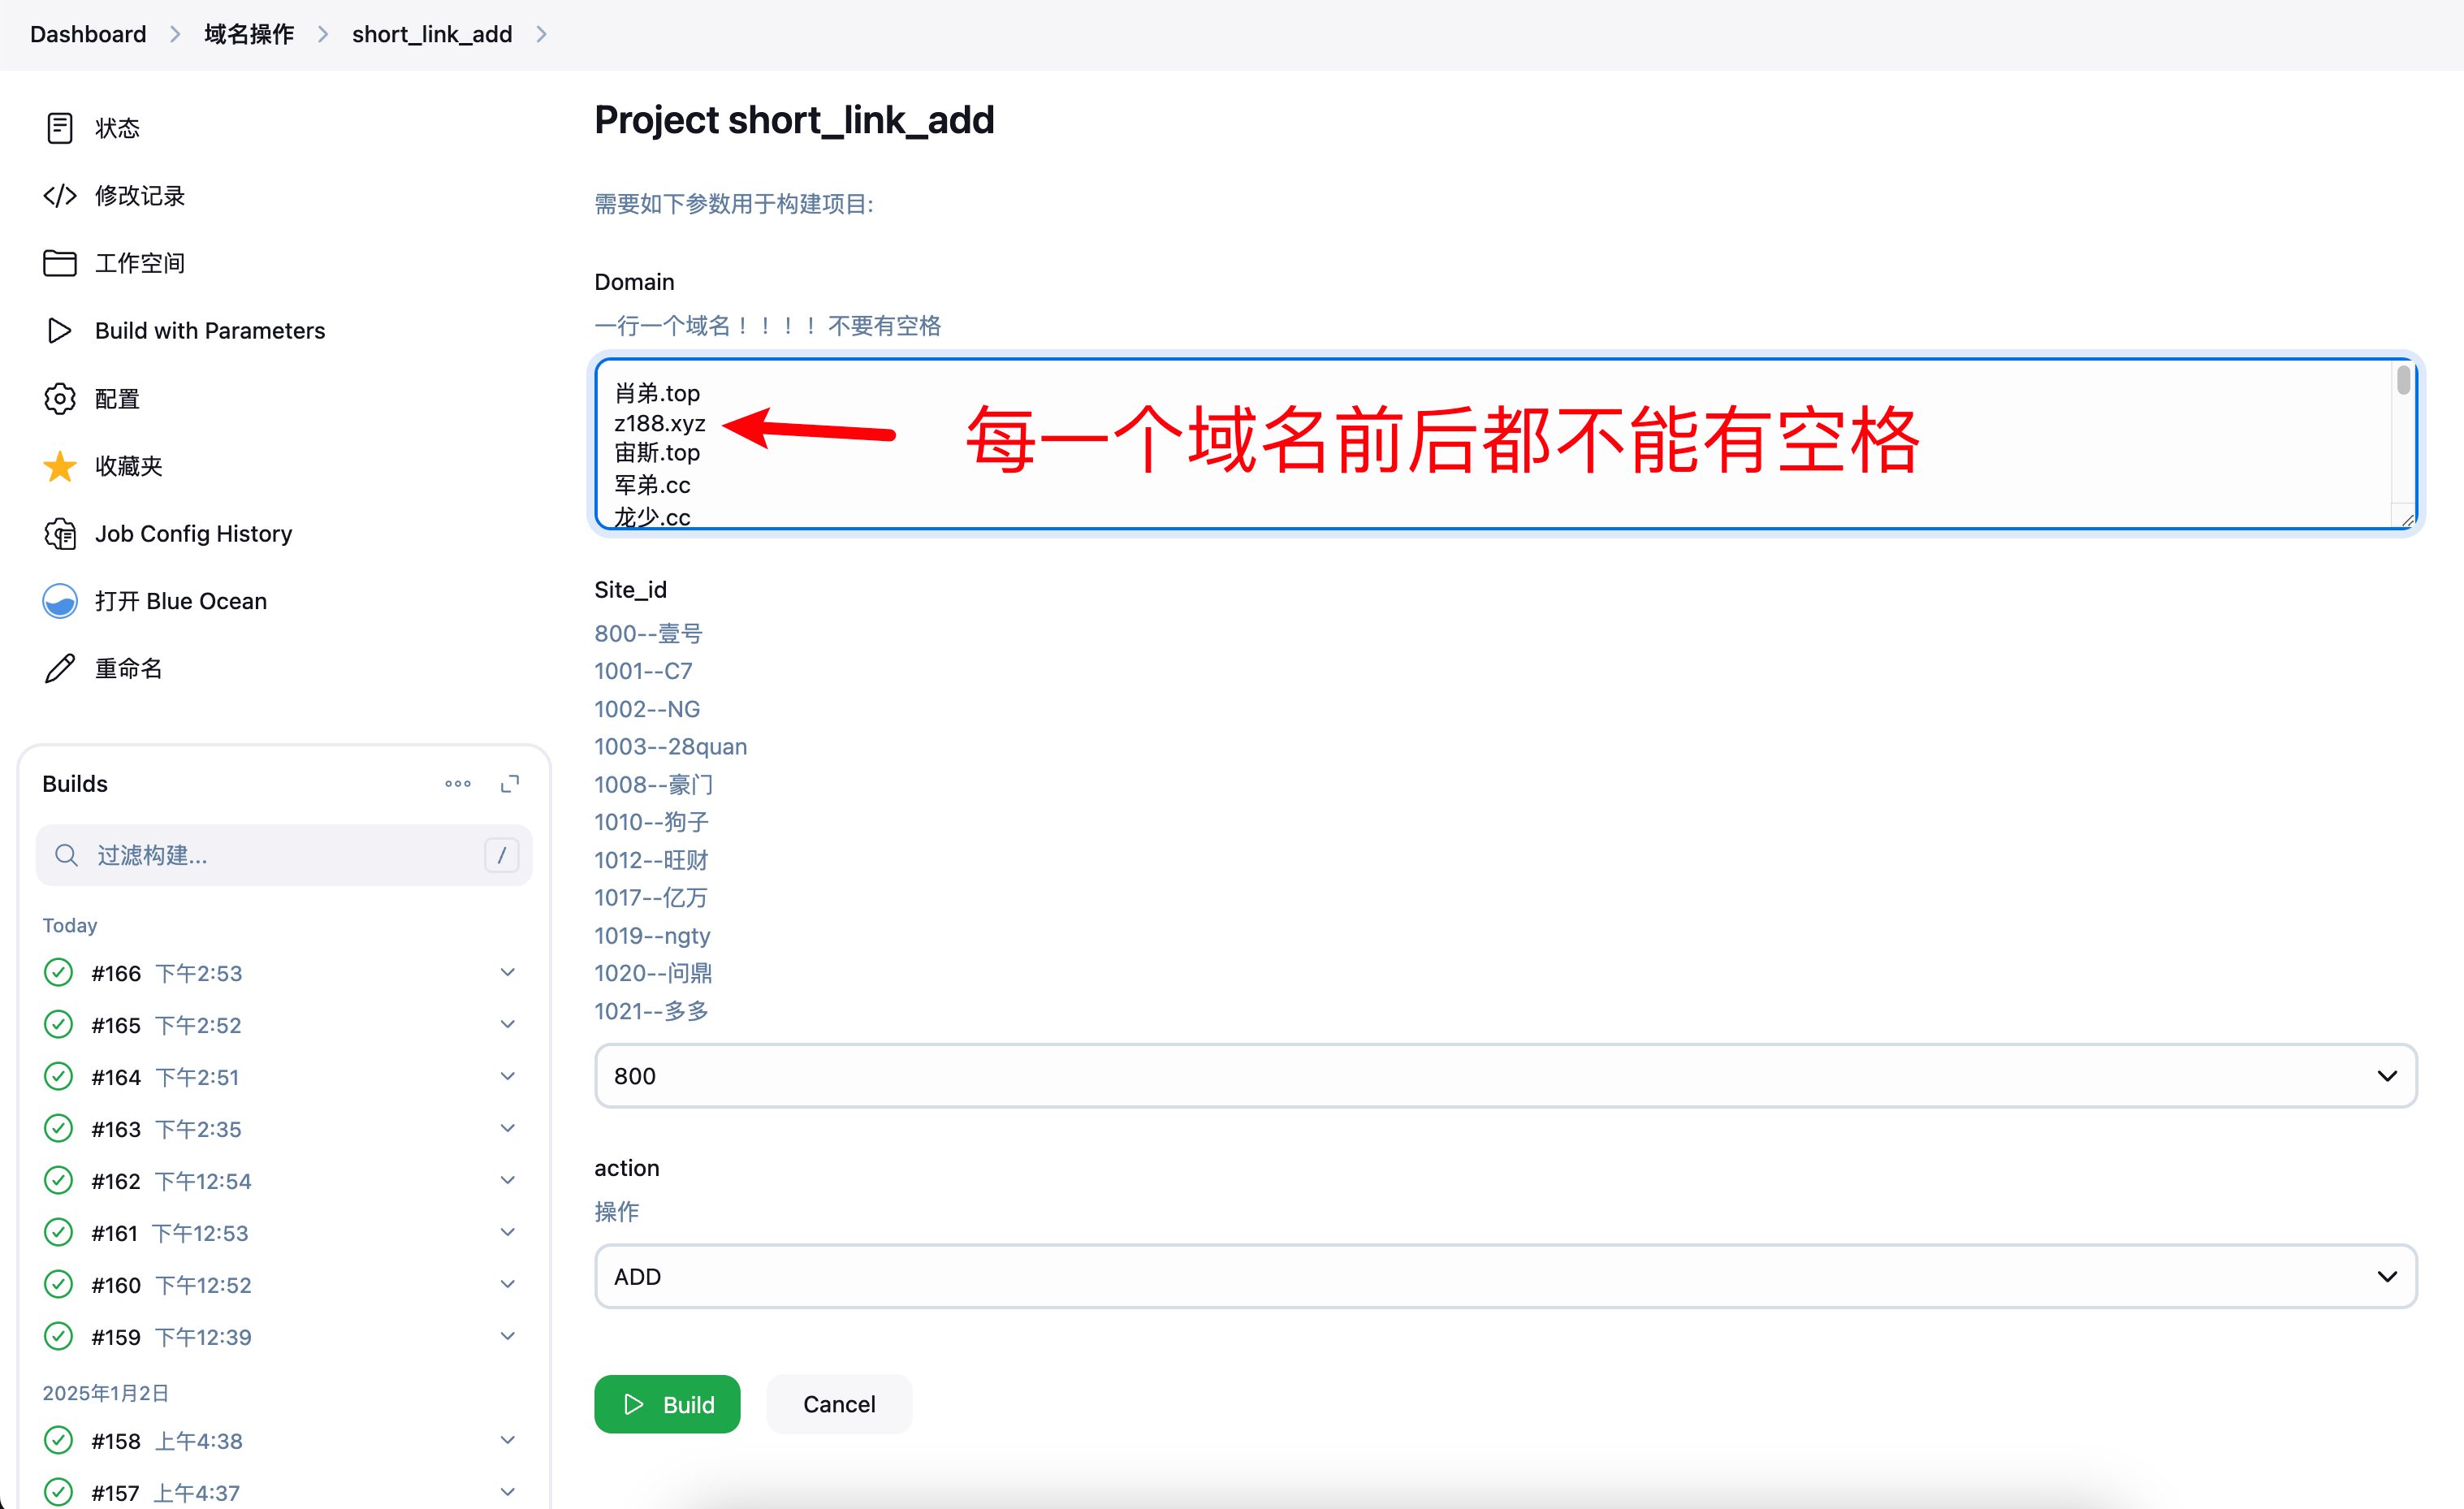 Dashboard > 域名操作 > short_link_add >
状态
修改记录
工作空间
Build with Parameters
配置
收藏夹
Job Config History
打开 Blue Ocean
重命名
Builds
过滤构建... /
Today
#166 下午2:53
#165 下午2:52
#164 下午2:51
#163 下午2:35
#162 下午12:54
#161 下午12:53
#160 下午12:52
#159 下午12:39
2025年1月2日
#158 上午4:38
#157 上午4:37
Project short_link_add
需要如下参数用于构建项目:
Domain
一行一个域名！！！！ 不要有空格
肖弟.top
z188.xyz
宙斯.top
军弟.cc
龙少.cc
每一个域名前后都不能有空格
Site_id
800--壹号
1001--C7
1002--NG
1003--28quan
1008--豪门
1010--狗子
1012--旺财
1017--亿万
1019--ngty
1020--问鼎
1021--多多
800
action
操作
ADD
Build
Cancel